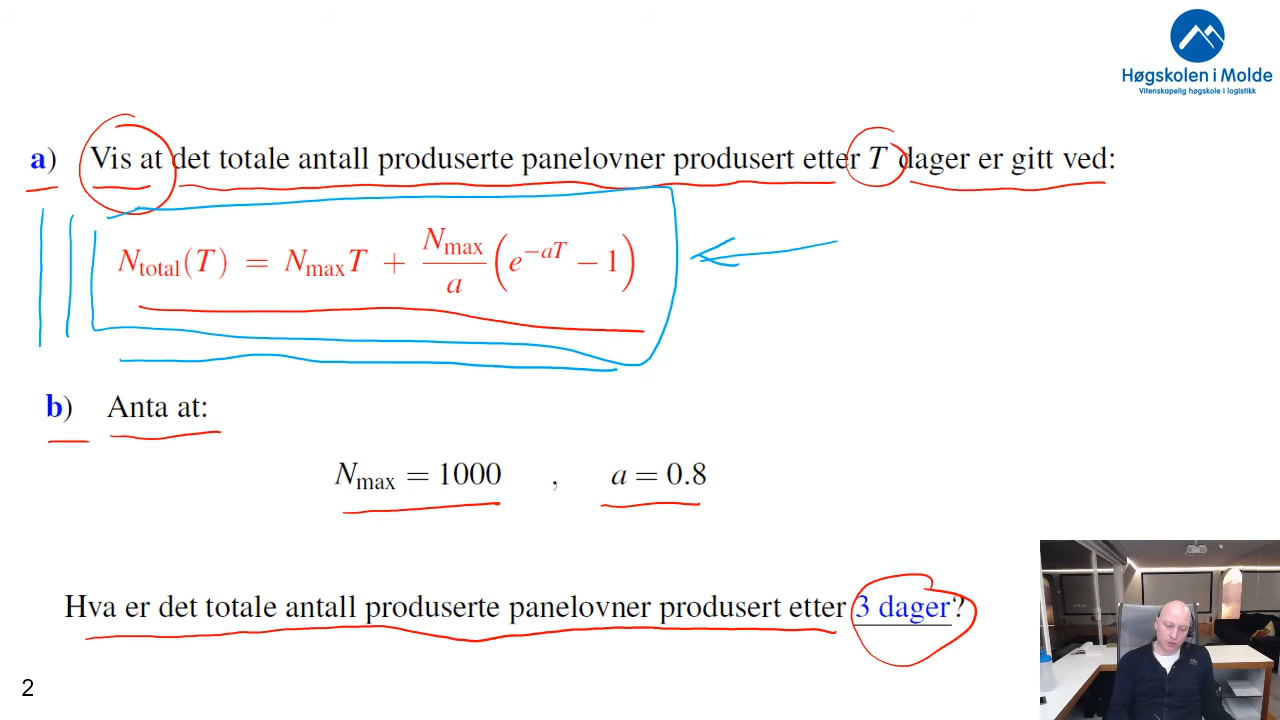 Høgskolen i Molde
Vitenskapelig høgskole i logistikk
a) Vis at det totale antall produserte panelovner produsert etter T dager er gitt ved:
N_total(T) = N_max T + \frac{N_max}{a} (e^{-aT} - 1)
b) Anta at:
N_max = 1000 , a = 0.8
Hva er det totale antall produserte panelovner produsert etter 3 dager?
2